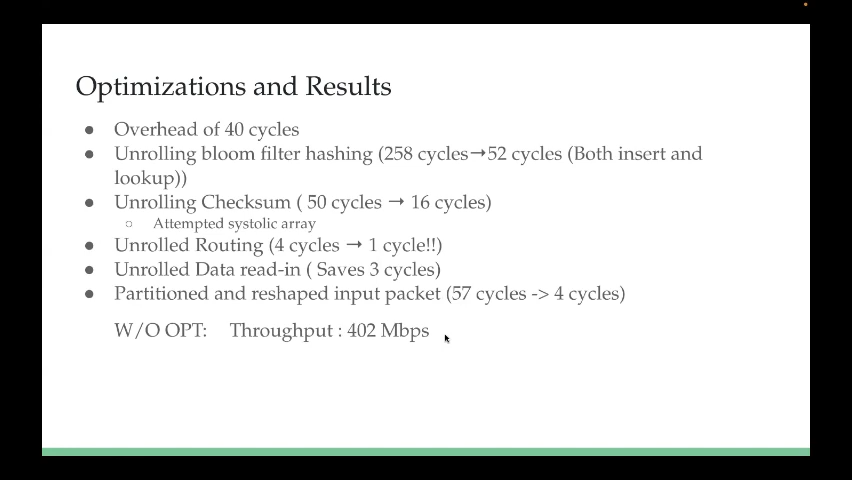 Optimizations and Results
● Overhead of 40 cycles
● Unrolling bloom filter hashing (258 cycles→52 cycles (Both insert and
lookup))
● Unrolling Checksum ( 50 cycles → 16 cycles)
○ Attempted systolic array
● Unrolled Routing (4 cycles → 1 cycle!!)
● Unrolled Data read-in ( Saves 3 cycles)
● Partitioned and reshaped input packet (57 cycles -> 4 cycles)
W/O OPT: Throughput : 402 Mbps